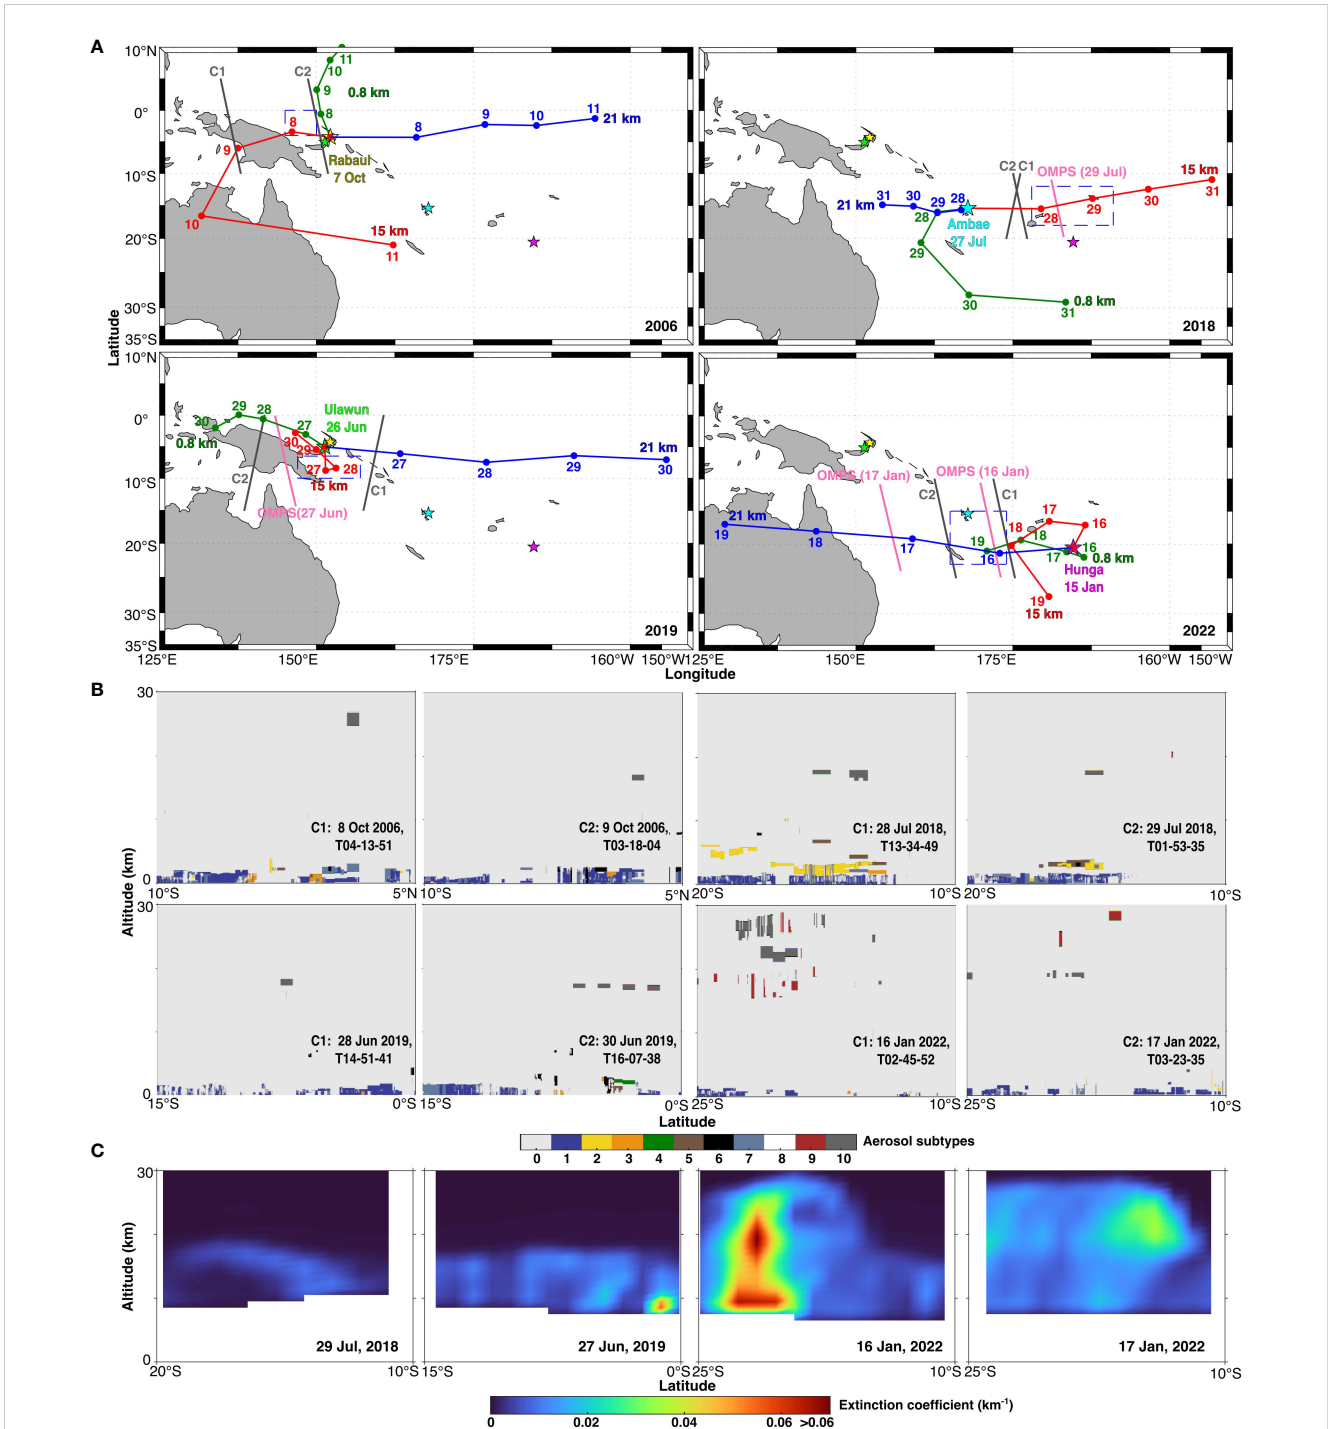 A
10°N
0°
10°S
20°S
30°S
35°S
Latitude
C1
C2
11
10
9
8
0.8 km
8
9
10
11
15 km
8
9
10
11
21 km
Rabaul
7 Oct
2006
C2 C1
OMPS (29 Jul)
15 km
31
30
29
28
21 km
31
30
29
28
Ambae
27 Jul
28
29
30
31
0.8 km
2018
10°N
0°
10°S
20°S
30°S
35°S
Ulawun
26 Jun
30
29
28
27
0.8 km
30
29
27
28
15 km
C2
C1
OMPS(27 Jun)
27
28
29
30
21 km
2019
OMPS (17 Jan)
OMPS (16 Jan)
C2
C1
21 km
19
18
17
16
17
16
18
19
15 km
19
18
17
16
0.8 km
Hunga
15 Jan
2022
125°E
150°E
175°E
160°W
150°W
125°E
150°E
175°E
160°W
150°W
Longitude
B
30
0
Altitude (km)
C1: 8 Oct 2006,
T04-13-51
C2: 9 Oct 2006,
T03-18-04
C1: 28 Jul 2018,
T13-34-49
C2: 29 Jul 2018,
T01-53-35
10°S
5°N
10°S
5°N
20°S
10°S
20°S
10°S
30
0
C1: 28 Jun 2019,
T14-51-41
C2: 30 Jun 2019,
T16-07-38
C1: 16 Jan 2022,
T02-45-52
C2: 17 Jan 2022,
T03-23-35
15°S
0°S
15°S
0°S
25°S
10°S
25°S
10°S
Latitude
Aerosol subtypes
0 1 2 3 4 5 6 7 8 9 10
C
30
0
Altitude (km)
29 Jul, 2018
27 Jun, 2019
16 Jan, 2022
17 Jan, 2022
20°S
10°S
15°S
0°S
25°S
10°S
25°S
10°S
Latitude
Extinction coefficient (km⁻¹)
0 0.02 0.04 0.06 >0.06